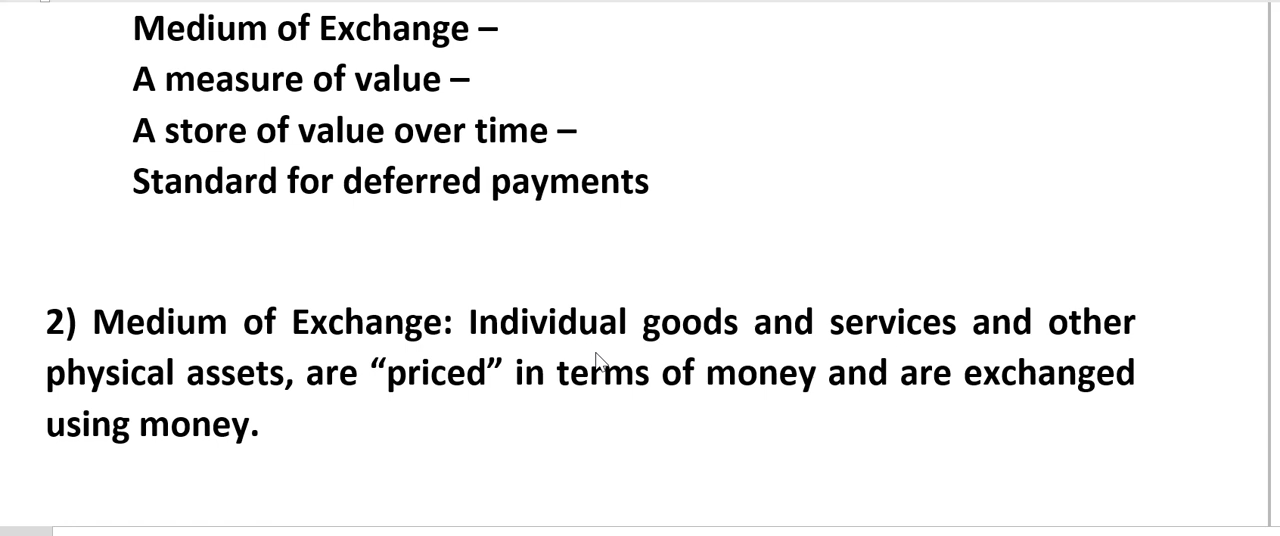 Medium of Exchange –
A measure of value –
A store of value over time –
Standard for deferred payments
2) Medium of Exchange: Individual goods and services and other
physical assets, are “priced” in terms of money and are exchanged
using money.